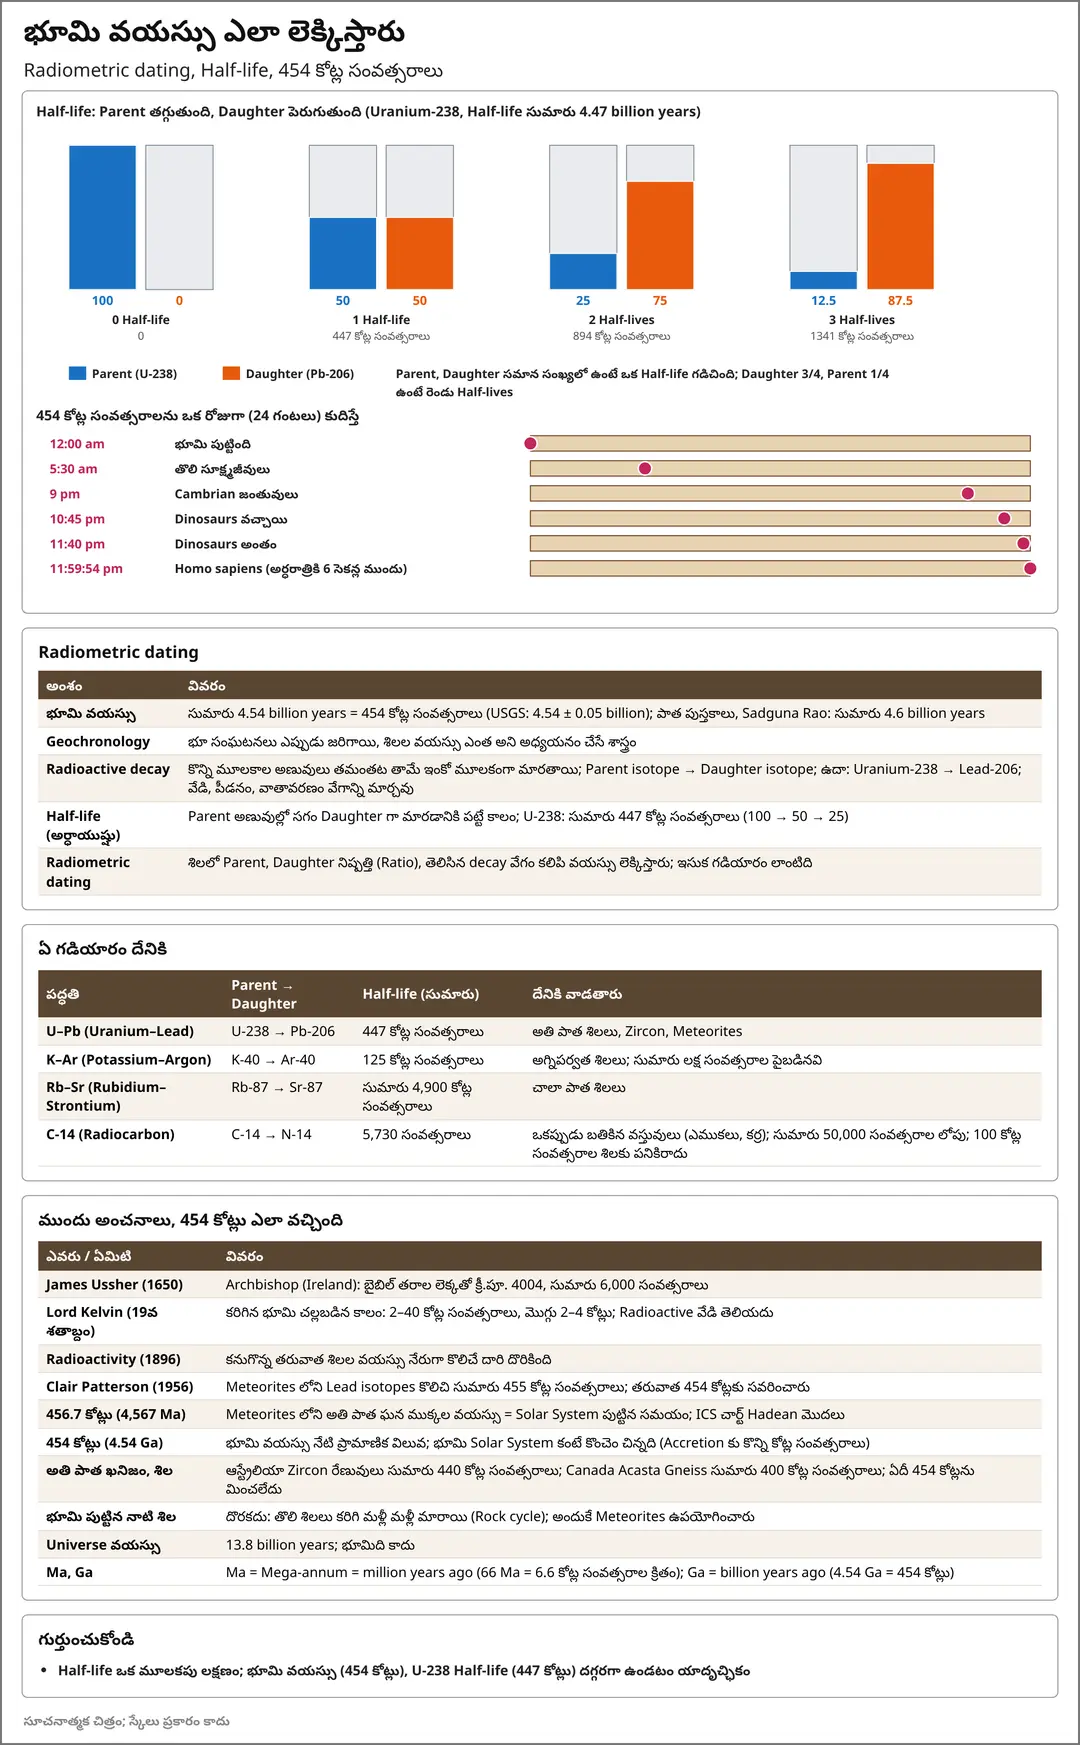 భూమి వయస్సు ఎలా లెక్కిస్తారు
Radiometric dating, Half-life, 454 కోట్ల సంవత్సరాలు
Half-life: Parent తగ్గుతుంది, Daughter పెరుగుతుంది (Uranium-238, Half-life సుమారు 4.47 billion years)
100 0 50 50 25 75 12.5 87.5
0 Half-life 1 Half-life 2 Half-lives 3 Half-lives
0 447 కోట్ల సంవత్సరాలు 894 కోట్ల సంవత్సరాలు 1341 కోట్ల సంవత్సరాలు
Parent (U-238) Daughter (Pb-206) Parent, Daughter సమాన సంఖ్యలో ఉంటే ఒక Half-life గడిచింది; Daughter 3/4, Parent 1/4
ఉంటే రెండు Half-lives
454 కోట్ల సంవత్సరాలను ఒక రోజుగా (24 గంటలు) కుదిస్తే
12:00 am భూమి పుట్టింది
5:30 am తొలి సూక్ష్మజీవులు
9 pm Cambrian జంతువులు
10:45 pm Dinosaurs వచ్చాయి
11:40 pm Dinosaurs అంతం
11:59:54 pm Homo sapiens (అర్ధరాత్రికి 6 సెకన్ల ముందు)
Radiometric dating
అంశం వివరం
భూమి వయస్సు సుమారు 4.54 billion years = 454 కోట్ల సంవత్సరాలు (USGS: 4.54 ± 0.05 billion); పాత పుస్తకాలు, Sadguna Rao: సుమారు 4.6 billion years
Geochronology భూ సంఘటనలు ఎప్పుడు జరిగాయి, శిలల వయస్సు ఎంత అని అధ్యయనం చేసే శాస్త్రం
Radioactive decay కొన్ని మూలకాల అణువులు తమంతట తామే ఇంకో మూలకంగా మారతాయి; Parent isotope → Daughter isotope; ఉదా: Uranium-238 → Lead-206;
వేడి, పీడనం, వాతావరణం వేగాన్ని మార్చవు
Half-life Parent అణువుల్లో సగం Daughter గా మారడానికి పట్టే కాలం; U-238: సుమారు 447 కోట్ల సంవత్సరాలు (100 → 50 → 25)
(అర్ధాయుష్షు)
Radiometric శిలలో Parent, Daughter నిష్పత్తి (Ratio), తెలిసిన decay వేగం కలిపి వయస్సు లెక్కిస్తారు; ఇసుక గడియారం లాంటిది
dating
ఏ గడియారం దేనికి
పద్ధతి Parent → Half-life (సుమారు) దేనికి వాడతారు
Daughter
U–Pb (Uranium–Lead) U-238 → Pb-206 447 కోట్ల సంవత్సరాలు అతి పాత శిలలు, Zircon, Meteorites
K–Ar (Potassium–Argon) K-40 → Ar-40 125 కోట్ల సంవత్సరాలు అగ్నిపర్వత శిలలు; సుమారు లక్ష సంవత్సరాల పైబడినవి
Rb–Sr (Rubidium– Rb-87 → Sr-87 సుమారు 4,900 కోట్ల చాలా పాత శిలలు
Strontium) సంవత్సరాలు
C-14 (Radiocarbon) C-14 → N-14 5,730 సంవత్సరాలు ఒకప్పుడు బతికిన వస్తువులు (ఎముకలు, కర్ర); సుమారు 50,000 సంవత్సరాల లోపు; 100 కోట్ల
సంవత్సరాల శిలకు పనికిరాదు
ముందు అంచనాలు, 454 కోట్లు ఎలా వచ్చింది
ఎవరు / ఏమిటి వివరం
James Ussher (1650) Archbishop (Ireland): బైబిల్ తరాల లెక్కతో క్రీ.పూ. 4004, సుమారు 6,000 సంవత్సరాలు
Lord Kelvin (19వ కరిగిన భూమి చల్లబడిన కాలం: 2–40 కోట్ల సంవత్సరాలు, మొగ్గు 2–4 కోట్లు; Radioactive వేడి తెలియదు
శతాబ్దం)
Radioactivity (1896) కనుగొన్న తరువాత శిలల వయస్సు నేరుగా కొలిచే దారి దొరికింది
Clair Patterson (1956) Meteorites లోని Lead isotopes కొలిచి సుమారు 455 కోట్ల సంవత్సరాలు; తరువాత 454 కోట్లకు సవరించారు
456.7 కోట్లు (4,567 Ma) Meteorites లోని అతి పాత ఘన ముక్కల వయస్సు = Solar System పుట్టిన సమయం; ICS చార్ట్ Hadean మొదలు
454 కోట్లు (4.54 Ga) భూమి వయస్సు నేటి ప్రామాణిక విలువ; భూమి Solar System కంటే కొంచెం చిన్నది (Accretion కు కొన్ని కోట్ల సంవత్సరాలు)
అతి పాత ఖనిజం, శిల ఆస్ట్రేలియా Zircon రేణువులు సుమారు 440 కోట్ల సంవత్సరాలు; Canada Acasta Gneiss సుమారు 400 కోట్ల సంవత్సరాలు; ఏదీ 454 కోట్లను
మించలేదు
భూమి పుట్టిన నాటి శిల దొరకదు: తొలి శిలలు కరిగి మళ్లీ మళ్లీ మారాయి (Rock cycle); అందుకే Meteorites ఉపయోగించారు
Universe వయస్సు 13.8 billion years; భూమిది కాదు
Ma, Ga Ma = Mega-annum = million years ago (66 Ma = 6.6 కోట్ల సంవత్సరాల క్రితం); Ga = billion years ago (4.54 Ga = 454 కోట్లు)
గుర్తుంచుకోండి
• Half-life ఒక మూలకపు లక్షణం; భూమి వయస్సు (454 కోట్లు), U-238 Half-life (447 కోట్లు) దగ్గరగా ఉండటం యాదృచ్ఛికం
సూచనాత్మక చిత్రం; స్కేలు ప్రకారం కాదు